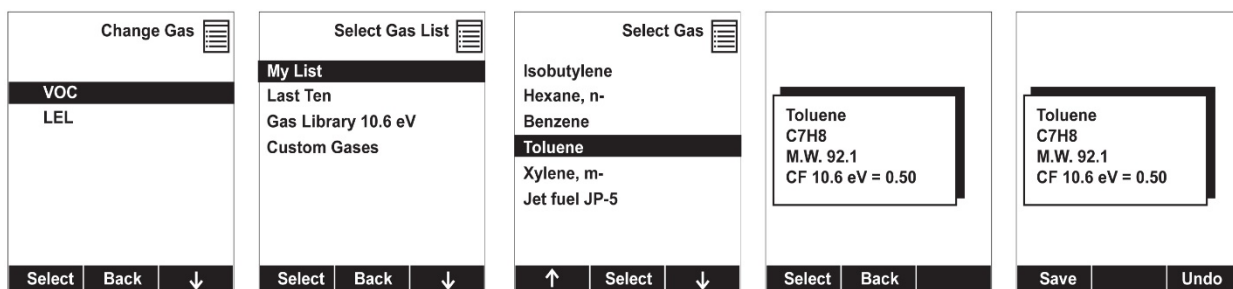 Change Gas
VOC
LEL
Select Back ↓
Select Gas List
My List
Last Ten
Gas Library 10.6 eV
Custom Gases
Select Back ↓
Select Gas
Isobutylene
Hexane, n-
Benzene
Toluene
Xylene, m-
Jet fuel JP-5
↑ Select ↓
Toluene
C7H8
M.W. 92.1
CF 10.6 eV = 0.50
Select Back
Toluene
C7H8
M.W. 92.1
CF 10.6 eV = 0.50
Save Undo